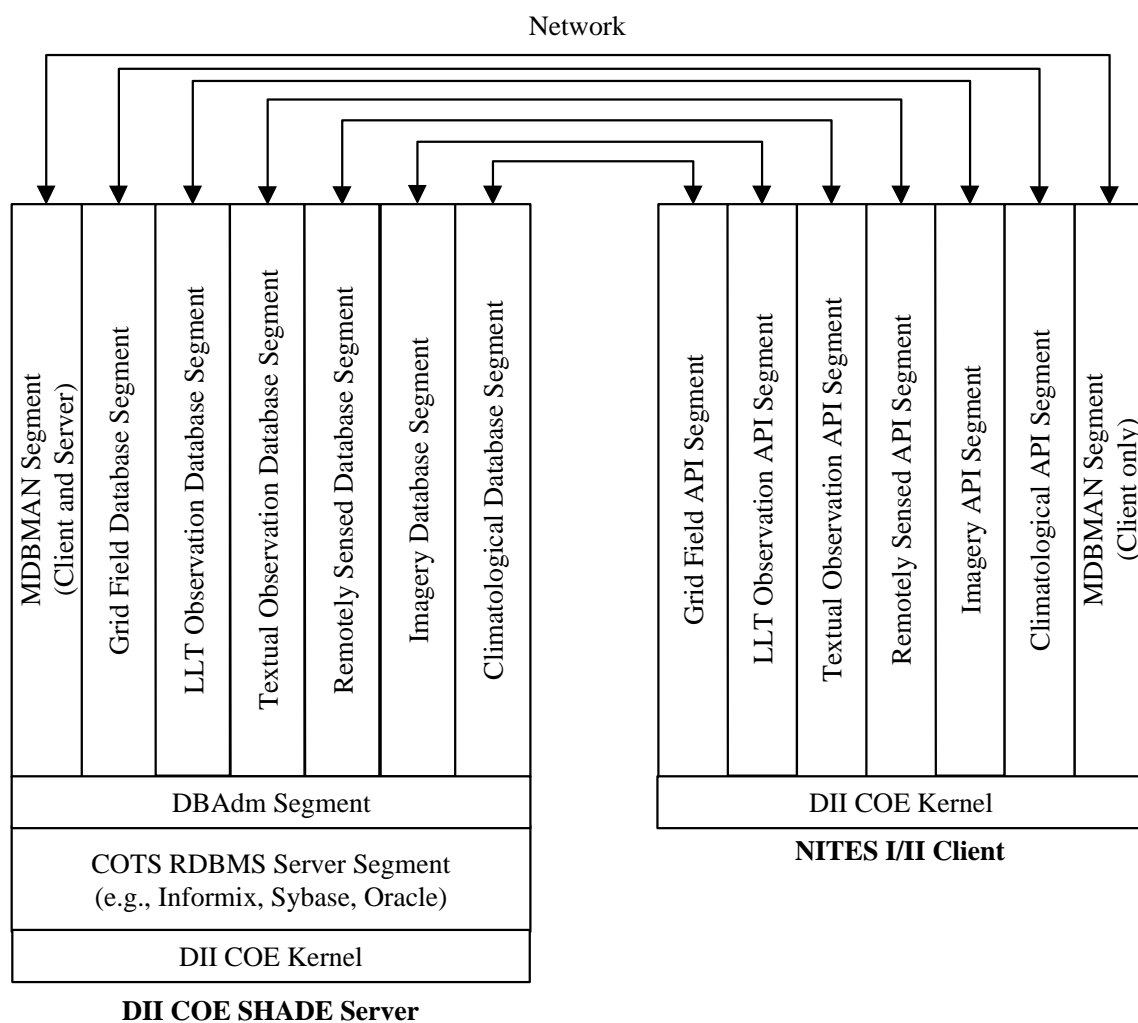 Network
MDBMAN Segment
(Client and Server)
Grid Field Database Segment
LLT Observation Database Segment
Textual Observation Database Segment
Remotely Sensed Database Segment
Imagery Database Segment
Climatological Database Segment
Grid Field API Segment
LLT Observation API Segment
Textual Observation API Segment
Remotely Sensed API Segment
Imagery API Segment
Climatological API Segment
MDBMAN Segment
(Client only)
DBAdm Segment
COTS RDBMS Server Segment
(e.g., Informix, Sybase, Oracle)
DII COE Kernel
DII COE SHADE Server
DII COE Kernel
NITES I/II Client